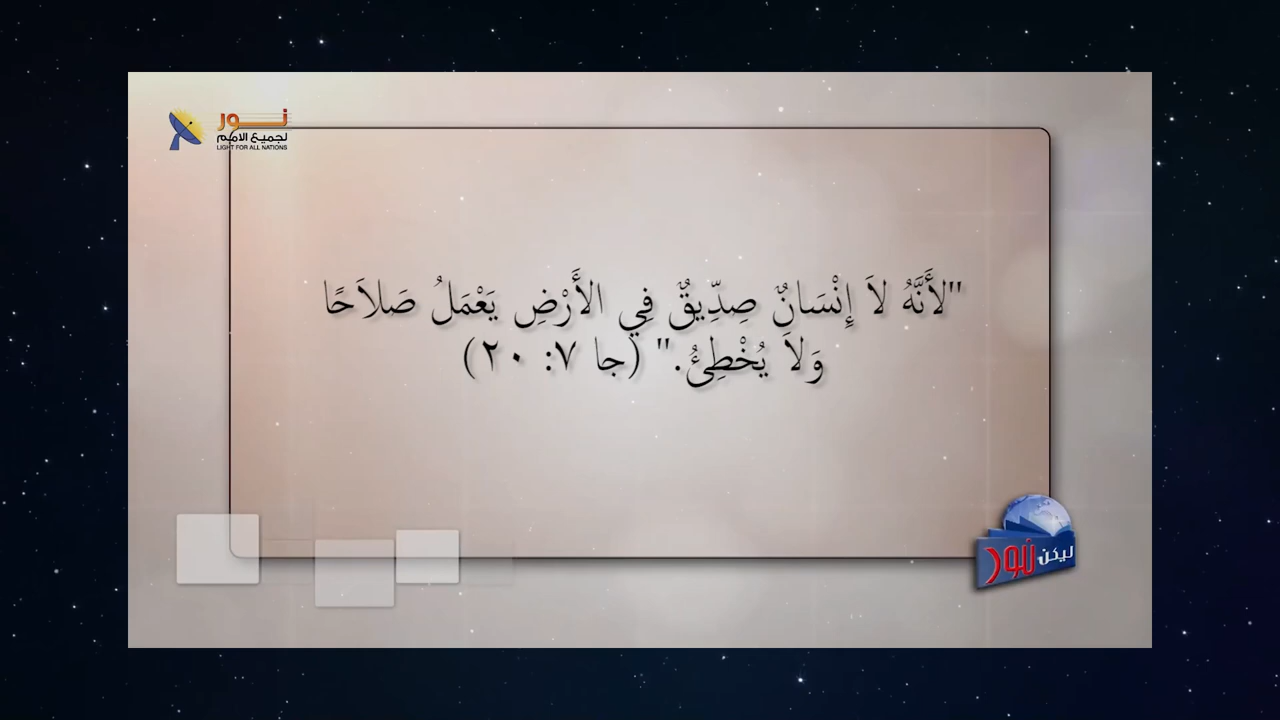 نور
لجميع الامم
LIGHT FOR ALL NATIONS
"لأَنَّهُ لاَ إِنْسَانٌ صِدِّيقٌ فِي الأَرْضِ يَعْمَلُ صَلاَحًا
وَلاَ يُخْطِئُ." (جا ٧: ٢٠)
ليكن نور